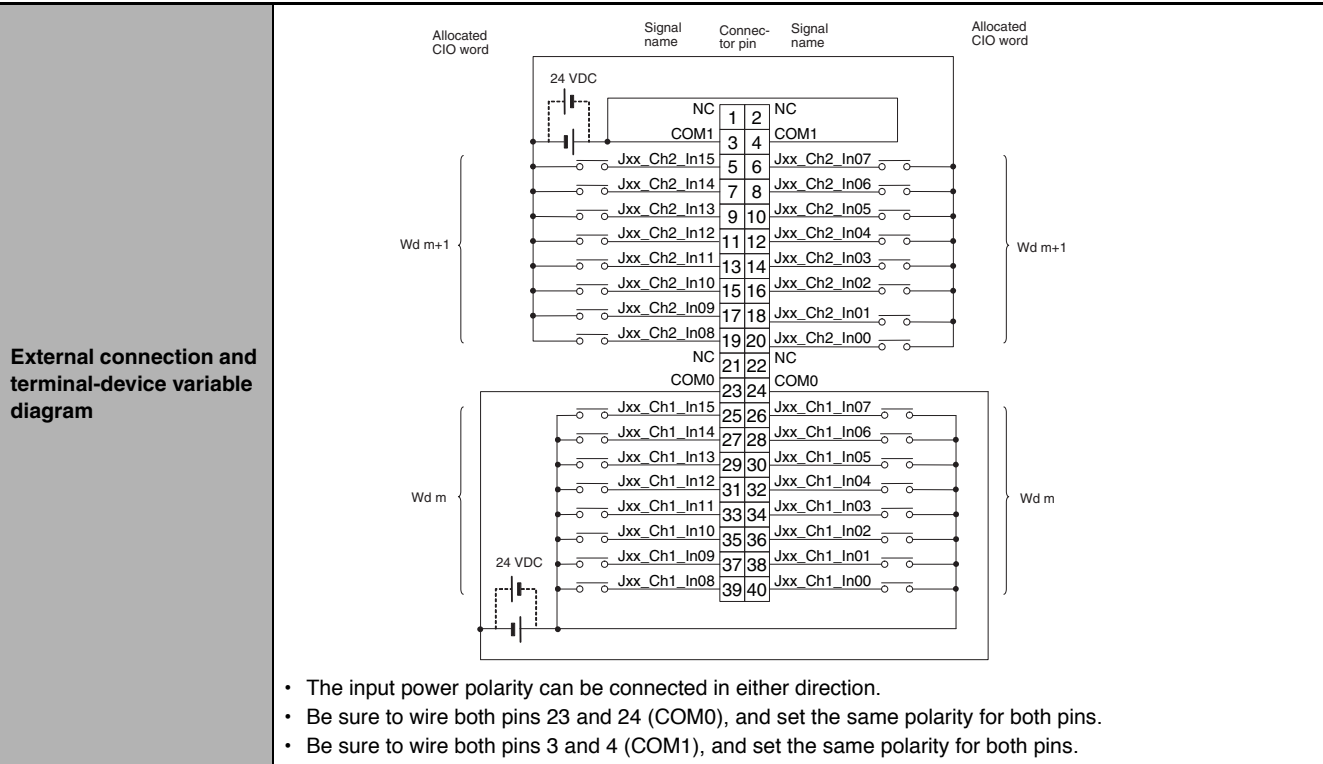 External connection and
terminal-device variable
diagram
Allocated
CIO word
Signal
name
Connec-
tor pin
Signal
name
Allocated
CIO word
24 VDC
NC 1 2 NC
COM1 3 4 COM1
Jxx_Ch2_In15 5 6 Jxx_Ch2_In07
Jxx_Ch2_In14 7 8 Jxx_Ch2_In06
Jxx_Ch2_In13 9 10 Jxx_Ch2_In05
Wd m+1 Jxx_Ch2_In12 11 12 Jxx_Ch2_In04 Wd m+1
Jxx_Ch2_In11 13 14 Jxx_Ch2_In03
Jxx_Ch2_In10 15 16 Jxx_Ch2_In02
Jxx_Ch2_In09 17 18 Jxx_Ch2_In01
Jxx_Ch2_In08 19 20 Jxx_Ch2_In00
NC 21 22 NC
COM0 23 24 COM0
Jxx_Ch1_In15 25 26 Jxx_Ch1_In07
Jxx_Ch1_In14 27 28 Jxx_Ch1_In06
Jxx_Ch1_In13 29 30 Jxx_Ch1_In05
Wd m Jxx_Ch1_In12 31 32 Jxx_Ch1_In04 Wd m
Jxx_Ch1_In11 33 34 Jxx_Ch1_In03
Jxx_Ch1_In10 35 36 Jxx_Ch1_In02
24 VDC Jxx_Ch1_In09 37 38 Jxx_Ch1_In01
Jxx_Ch1_In08 39 40 Jxx_Ch1_In00
• The input power polarity can be connected in either direction.
• Be sure to wire both pins 23 and 24 (COM0), and set the same polarity for both pins.
• Be sure to wire both pins 3 and 4 (COM1), and set the same polarity for both pins.